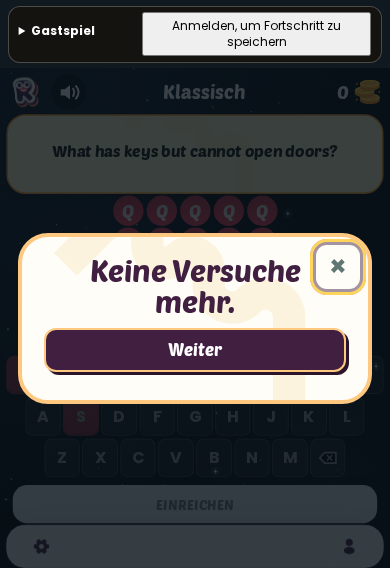 ▶ Gastspiel
Anmelden, um Fortschritt zu
speichern
Klassisch
0
What has keys but cannot open doors?
Q Q Q Q Q
Keine Versuche
mehr.
Weiter
A S D F G H J K L
Z X C V B N M
EINREICHEN